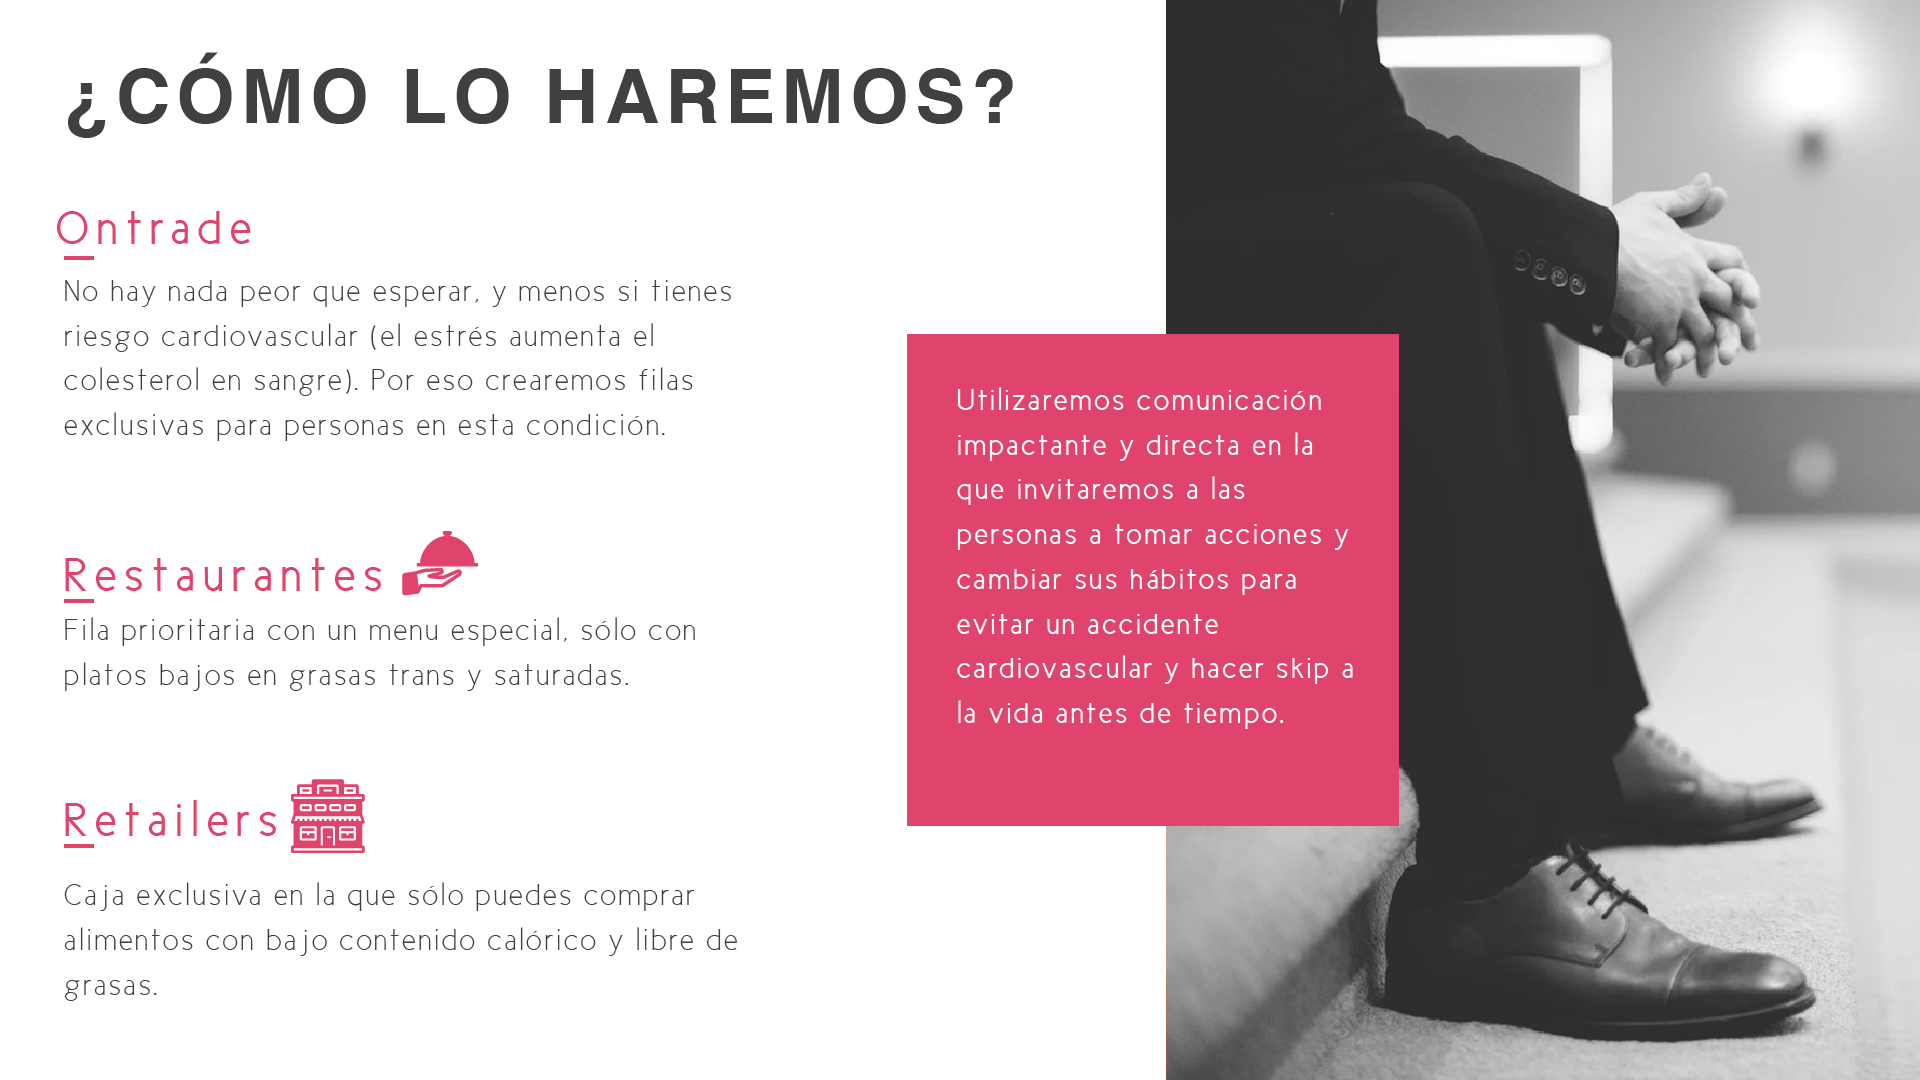 ¿CÓMO LO HAREMOS?
Ontrade
No hay nada peor que esperar, y menos si tienes
riesgo cardiovascular (el estrés aumenta el
colesterol en sangre). Por eso crearemos filas
exclusivas para personas en esta condición.
Restaurantes
Fila prioritaria con un menu especial, sólo con
platos bajos en grasas trans y saturadas.
Retailers
Caja exclusiva en la que sólo puedes comprar
alimentos con bajo contenido calórico y libre de
grasas.
Utilizaremos comunicación
impactante y directa en la
que invitaremos a las
personas a tomar acciones y
cambiar sus hábitos para
evitar un accidente
cardiovascular y hacer skip a
la vida antes de tiempo.